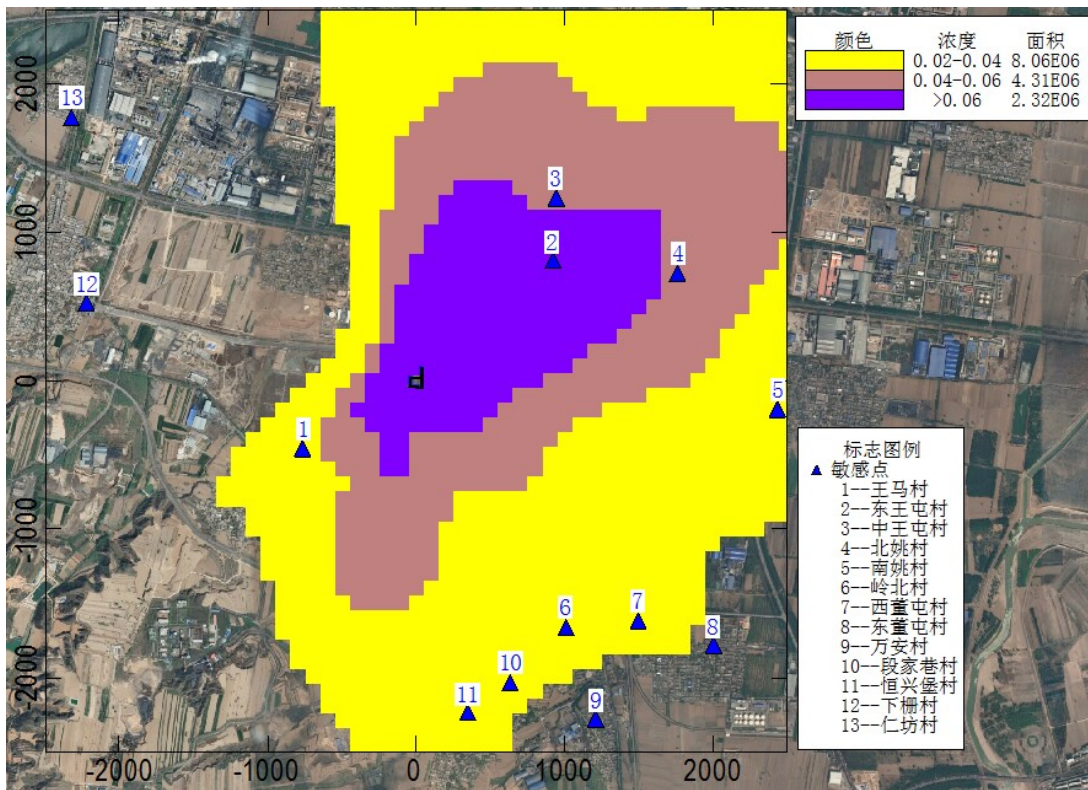 颜色 浓度 面积
0.02-0.04 8.06E06
0.04-0.06 4.31E06
>0.06 2.32E06
2000
1000
0
-1000
-2000
13
3
2
4
12
5
1
6
7
8
10
11
9
标志图例
敏感点
1--王马村
2--东王屯村
3--中王屯村
4--北姚村
5--南姚村
6--岭北村
7--西董屯村
8--东董屯村
9--万安村
10--段家巷村
11--恒兴堡村
12--下栅村
13--仁坊村
-2000 -1000 0 1000 2000